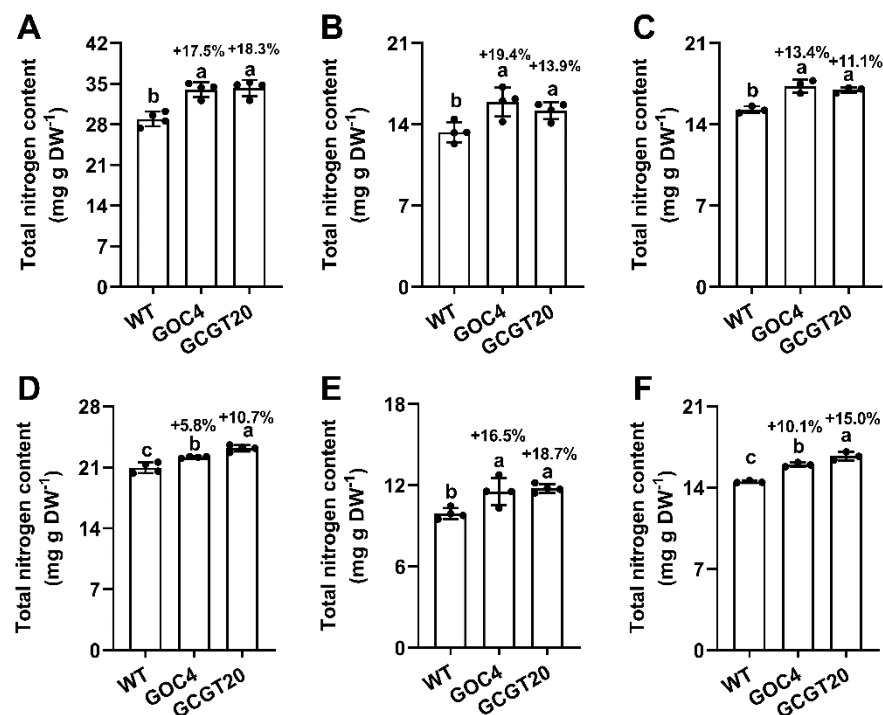 A
Total nitrogen content
(mg g DW⁻¹)
42
35
28
21
14
7
0
+17.5%
+18.3%
b
a
a
WT
GOC4
GCGT20
B
Total nitrogen content
(mg g DW⁻¹)
21
14
7
0
+19.4%
+13.9%
b
a
a
WT
GOC4
GCGT20
C
Total nitrogen content
(mg g DW⁻¹)
21
14
7
0
+13.4%
+11.1%
b
a
a
WT
GOC4
GCGT20
D
Total nitrogen content
(mg g DW⁻¹)
28
21
14
7
0
+5.8%
+10.7%
c
b
a
WT
GOC4
GCGT20
E
Total nitrogen content
(mg g DW⁻¹)
18
12
6
0
+16.5%
+18.7%
b
a
a
WT
GOC4
GCGT20
F
Total nitrogen content
(mg g DW⁻¹)
21
14
7
0
+10.1%
+15.0%
c
b
a
WT
GOC4
GCGT20